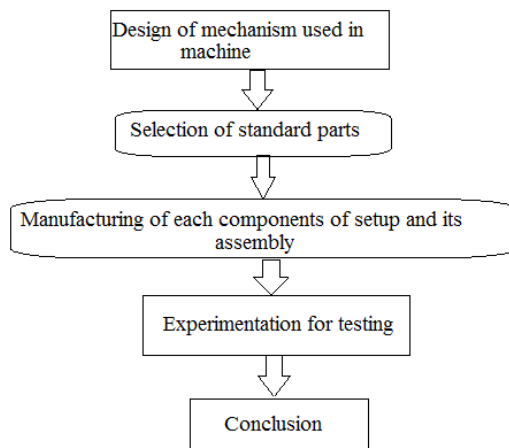 Design of mechanism used in
machine
Selection of standard parts
Manufacturing of each components of setup and its
assembly
Experimentation for testing
Conclusion